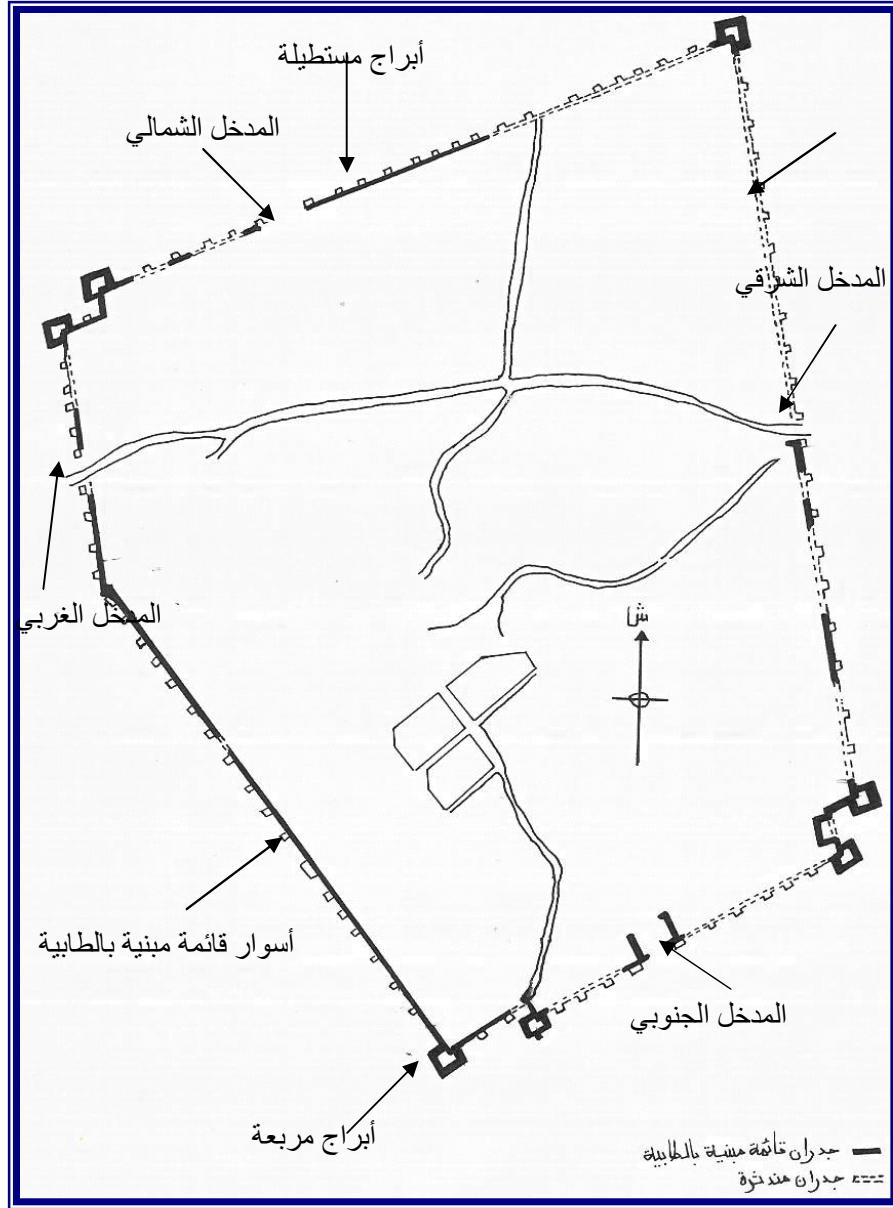 أبراج مستطيلة
المدخل الشمالي
المدخل الشرقي
المدخل الغربي
ش
أسوار قائمة مبنية بالطابية
المدخل الجنوبي
أبراج مربعة
جدران قائمة مبنية بالطابية
جدران مندثرة